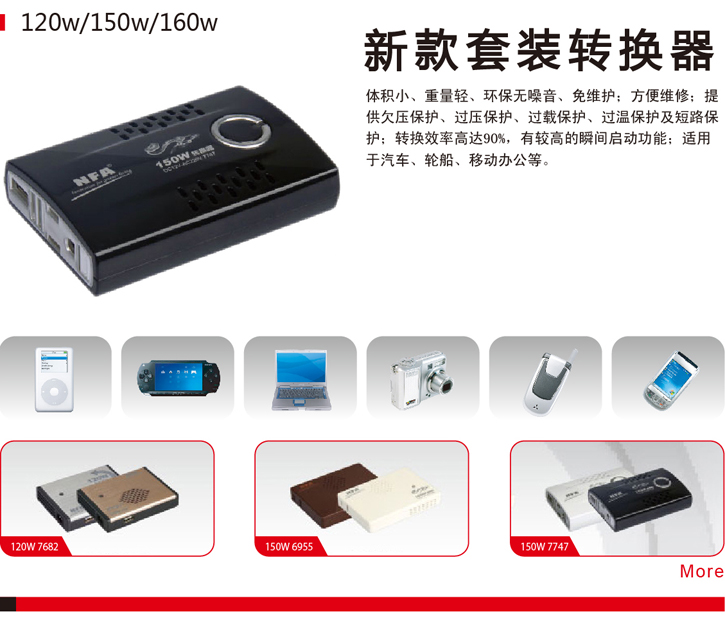 120w/150w/160w
新款套装转换器
体积小、重量轻、环保无噪音、免维护；方便维修；提
供欠压保护、过压保护、过载保护、过温保护及短路保
护；转换效率高达90%，有较高的瞬间启动功能；适用
于汽车、轮船、移动办公等。
150W 转换器
NFA
120W 7682
150W 6955
150W 7747
More